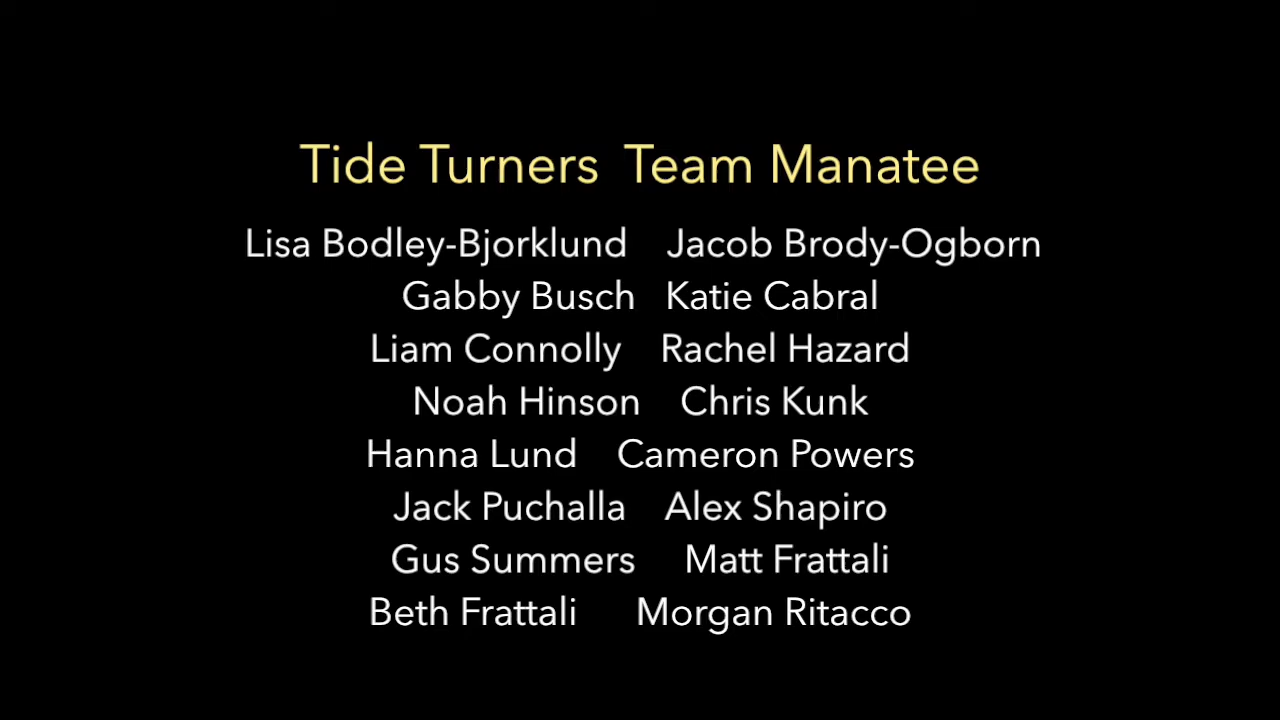 Tide Turners Team Manatee
Lisa Bodley-Bjorklund Jacob Brody-Ogborn
Gabby Busch Katie Cabral
Liam Connolly Rachel Hazard
Noah Hinson Chris Kunk
Hanna Lund Cameron Powers
Jack Puchalla Alex Shapiro
Gus Summers Matt Frattali
Beth Frattali Morgan Ritacco